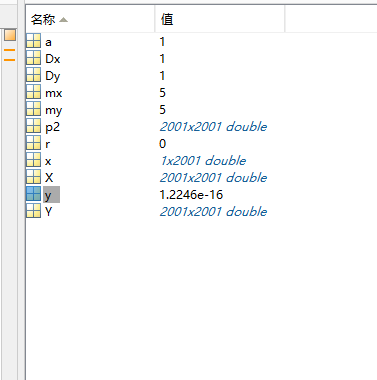 名称 值
a 1
Dx 1
Dy 1
mx 5
my 5
p2 2001x2001 double
r 0
x 1x2001 double
X 2001x2001 double
y 1.2246e-16
Y 2001x2001 double